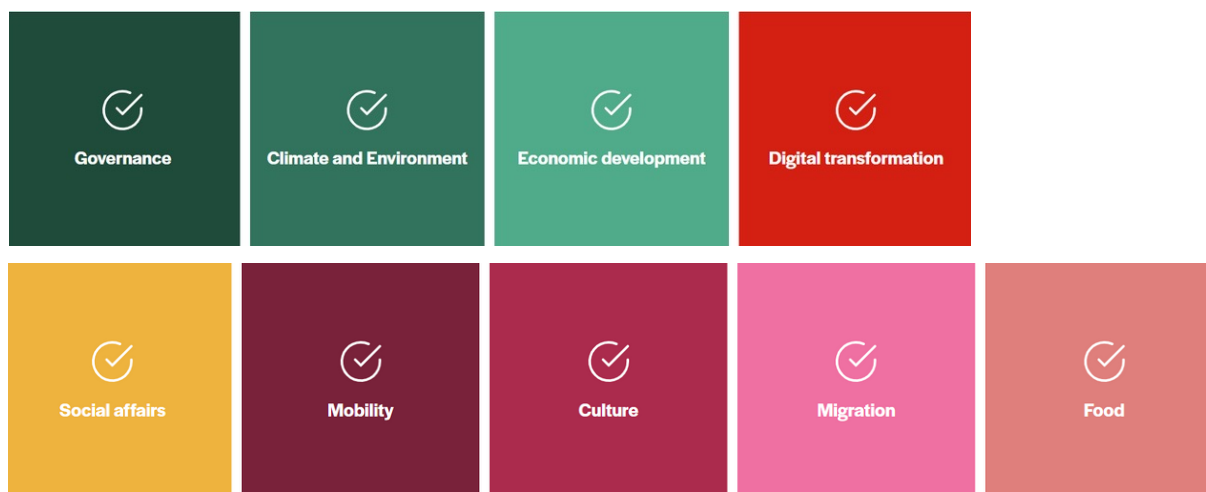 Governance
Climate and Environment
Economic development
Digital transformation
Social affairs
Mobility
Culture
Migration
Food